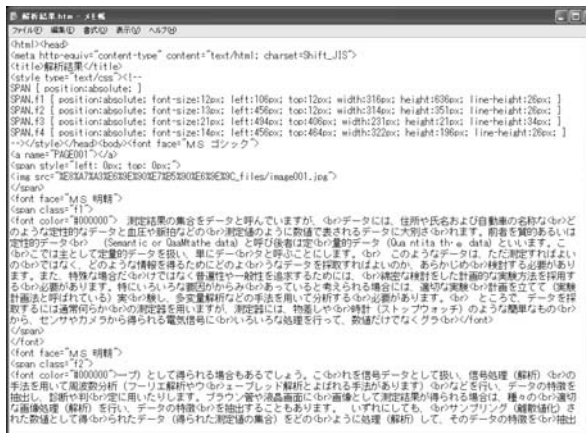 解析結果.htm - メモ帳
ファイル(F) 編集(E) 書式(O) 表示(V) ヘルプ(H)
<html><head>
<meta http-equiv="content-type" content="text/html; charset=Shift_JIS">
<title>解析結果</title>
<style type="text/css"><!--
SPAN { position:absolute; }
SPAN.f1 { position:absolute; font-size:12px; left:106px; top:12px; width:316px; height:636px; line-height:26px; }
SPAN.f2 { position:absolute; font-size:13px; left:456px; top:12px; width:314px; height:351px; line-height:26px; }
SPAN.f3 { position:absolute; font-size:21px; left:494px; top:406px; width:231px; height:21px; line-height:26px; }
SPAN.f4 { position:absolute; font-size:14px; left:456px; top:464px; width:322px; height:196px; line-height:26px; }
--></style></head><body><font face="ＭＳ ゴシック">
<a name="PAGE001"></a>
<span style="left: 0px; top: 0px;">
<img src="%E8%A7%A3%E6%9E%90%E7%B5%90%E6%9E%9C_files/image001.jpg">
</span>
<font face="ＭＳ 明朝">
<span class="f1">
<font color="#000000"> 測定結果の集合をデータと呼んでいますが、<br>データには、住所や氏名および自動車の名称な<br>ど
のような定性的なデータと血圧や脈拍などの<br>ように測定の数値で表されるデータに大別さ<br>れます。前者を質的あるいは
定性的データ<br> (Semantic or QuaMtathe data) と呼び後者は定<br>量的データ (Qua ntita th・e data) といいます。こ
こ<br>では主として定量的データを扱い、単にデー<br>タと呼ぶことにします。<br> このようなデータは、ただ測定すればよい
の<br>ではなく、どのような情報を得るためにどの<br>ようなデータを採取すればよいのか、あらかじめ<br>検討する必要があり
ます。また、特殊な場合だ<br>けではなく普遍性や一般性を追求するためには、<br>綿密な検討をした計画的な実験方法を採用す
る<br>必要があります。特にいろいろな要因がからみ<br>あっていると考えられる場合には、適切な実験<br>計画を立てて (実験
計画法と呼ばれている) 実<br>験し、多変量解析などの手法を用いて分析する<br>必要があります。<br> ところで、データを採
取するには通常何らか<br>の測定器を用いますが、測定器には、物差しや<br>時計 (ストップウォッチ) のような簡単なもの<br>
から、センサやカメラから得られる電気信号に<br>いろいろな処理を行って、数値だけでなくグラ<br></font>
</span>
</font>
<font face="ＭＳ 明朝">
<span class="f2">
<font color="#000000">ープ) として得られる場合もあるでしょう。こ<br>れを信号データとして扱い、信号処理 (解析) <br>の
手法を用いて周波数分析 (フーリエ解析やウ<br>ェーブレッド解析とよばれる手法があります) <br>などを行い、データの特徴を
抽出し、診断や判<br>定に用いたりします。ブラウン管や液晶画面に<br>画像として測定結果が得られる場合は、種々の<br>適切
な画像処理 (解析) を行い、データの特徴<br>を抽出することもあります。 いずれにしても、<br>サンプリング (離散値化) さ
れた数値として得<br>られたデータ (得られた測定値の集合) をどの<br>ように処理 (解析) して、そのデータの特徴を<br>抽出